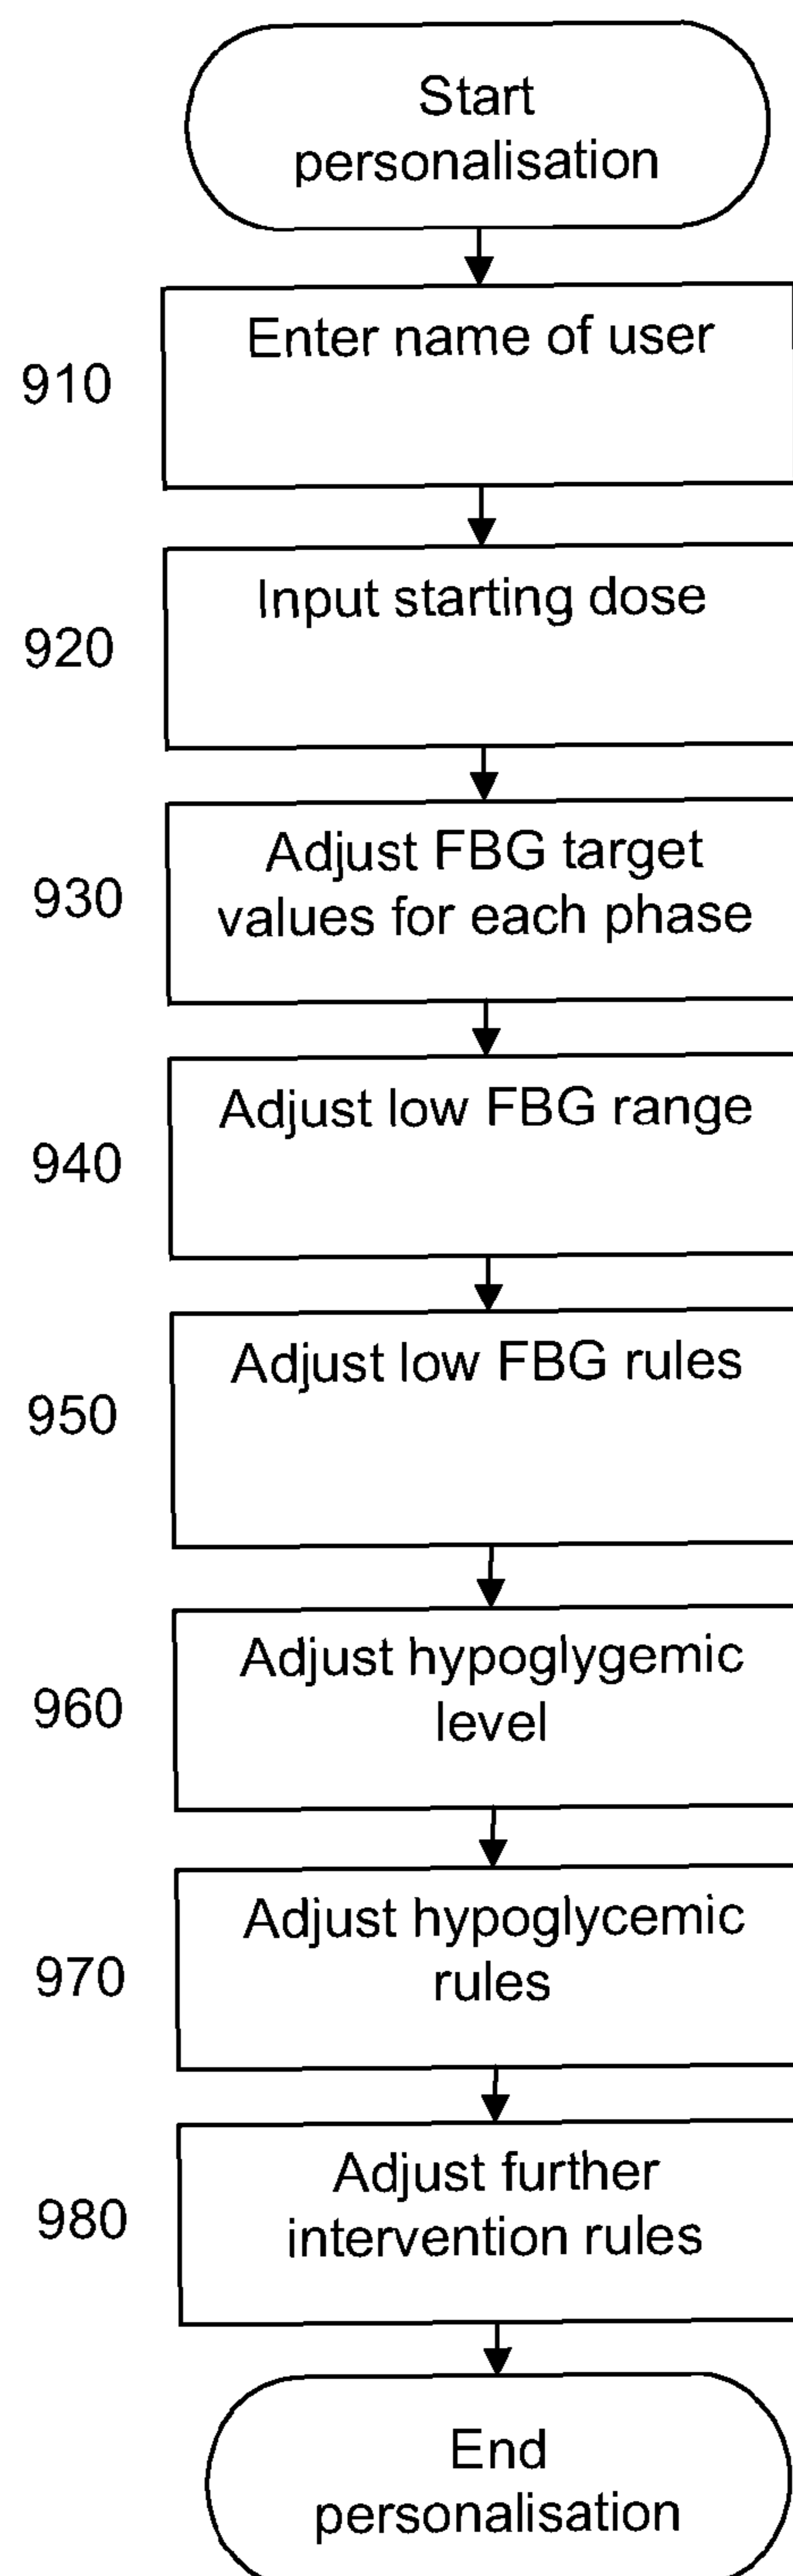 Start
personalisation
910
Enter name of user
920
Input starting dose
930
Adjust FBG target
values for each phase
940
Adjust low FBG range
950
Adjust low FBG rules
960
Adjust hypoglygemic
level
970
Adjust hypoglycemic
rules
980
Adjust further
intervention rules
End
personalisation